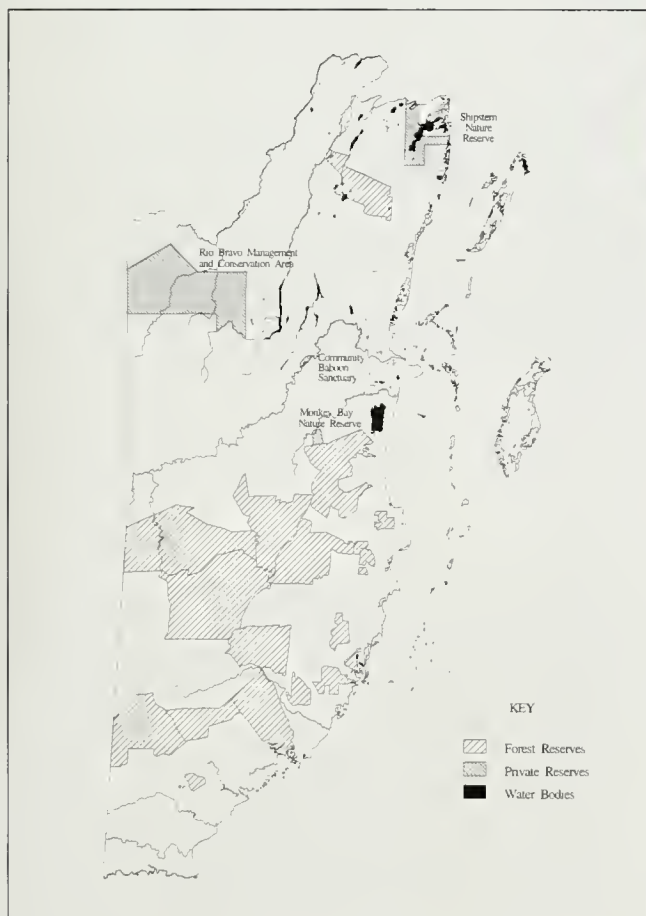 Shipstern
Nature
Reserve
Rio Bravo Management
and Conservation Area
Community
Baboon
Sanctuary
Monkey Bay
Nature Reserve
KEY
Forest Reserves
Private Reserves
Water Bodies